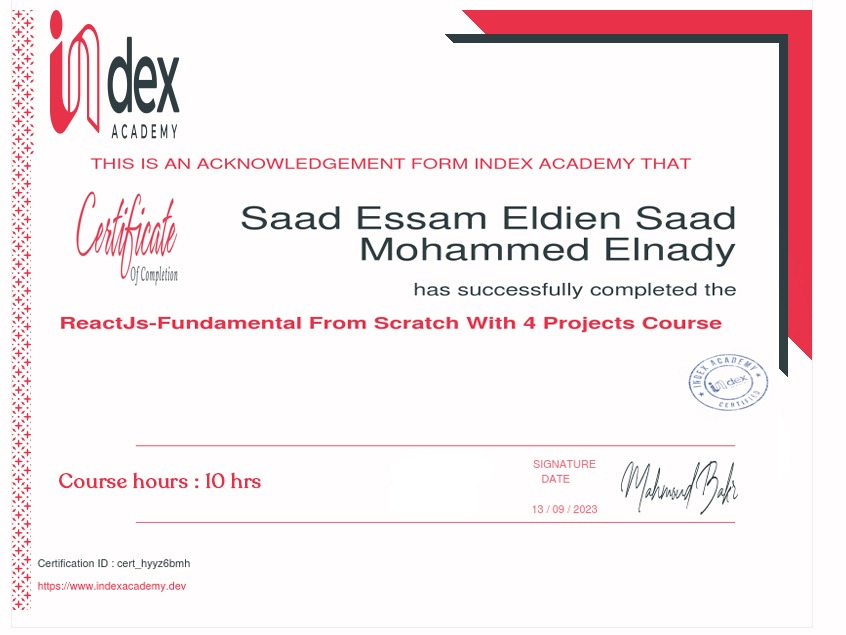 index
ACADEMY
THIS IS AN ACKNOWLEDGEMENT FORM INDEX ACADEMY THAT
Certificate
Of Completion
Saad Essam Eldien Saad
Mohammed Elnady
has successfully completed the
ReactJs-Fundamental From Scratch With 4 Projects Course
INDEX ACADEMY
index
CERTIFIED
Course hours : 10 hrs
SIGNATURE
DATE
Mahmoud Bakr
13 / 09 / 2023
Certification ID : cert_hyyz6bmh
https://www.indexacademy.dev